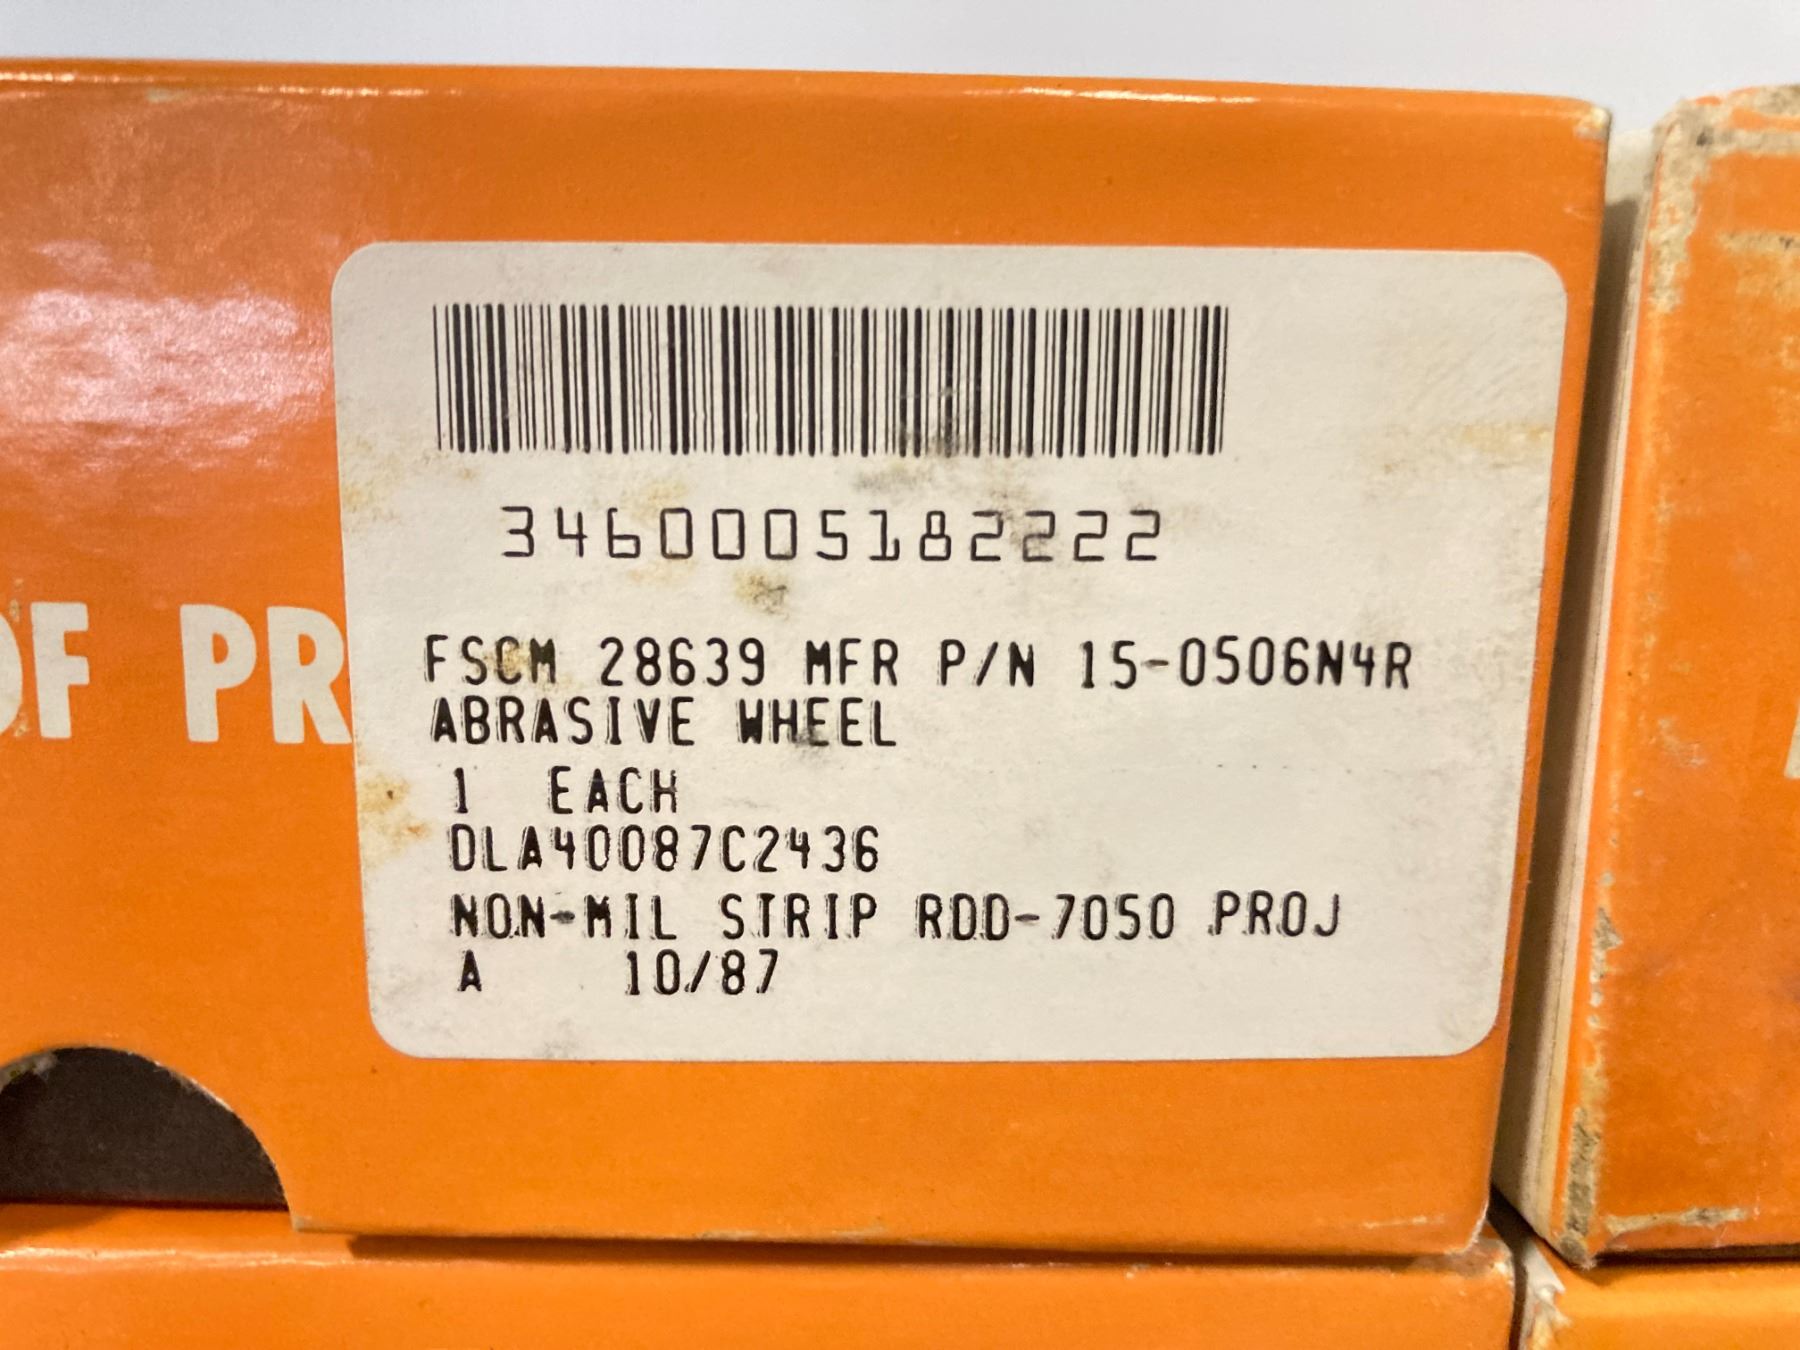 3460005182222
OF PR
FSCM 28639 MFR P/N 15-0506N4R
ABRASIVE WHEEL
1 EACH
DLA40087C2436
NON-MIL STRIP RDD-7050 PROJ
A 10/87